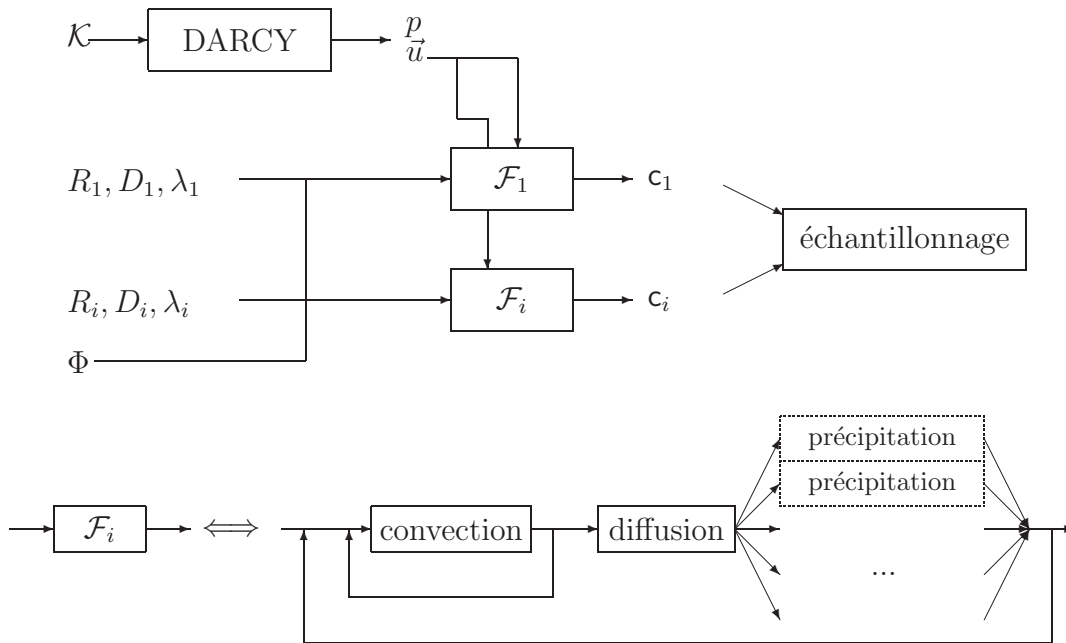 𝒦 DARCY p
u⃗
R₁, D₁, λ₁ ℱ₁ c₁
échantillonnage
Rᵢ, Dᵢ, λᵢ ℱᵢ cᵢ
Φ
précipitation
précipitation
ℱᵢ ⟺ convection diffusion
...